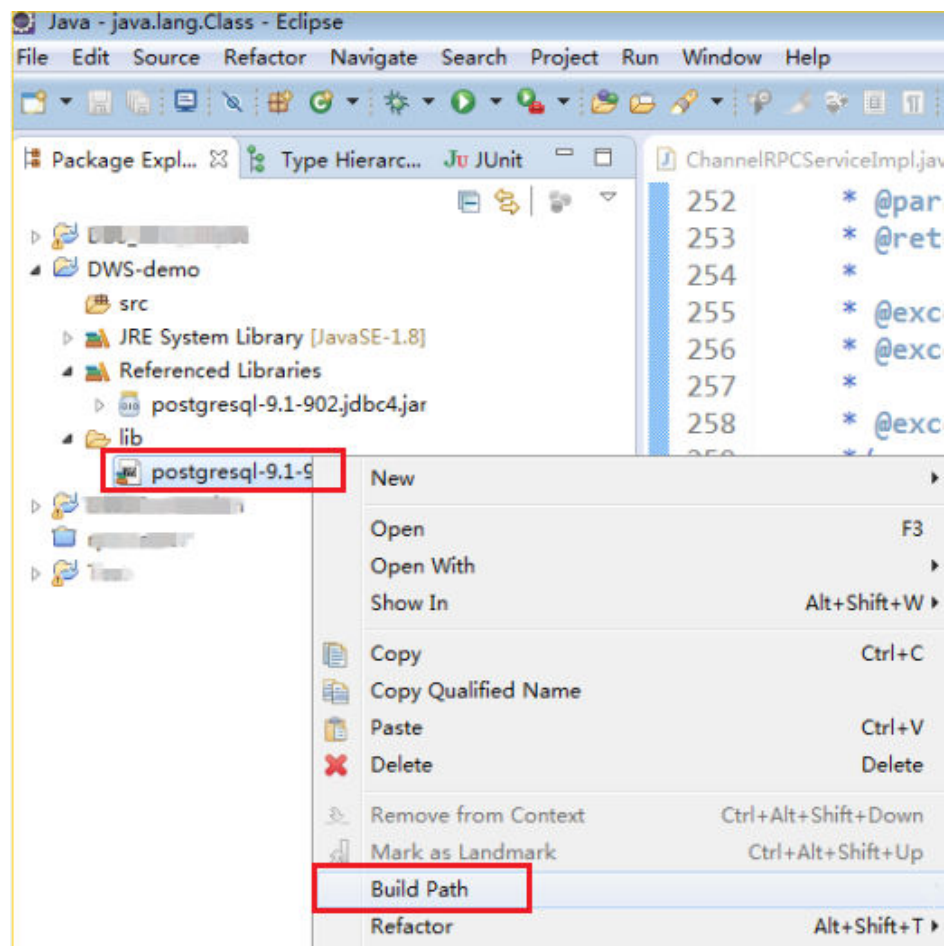 Java - java.lang.Class - Eclipse
File Edit Source Refactor Navigate Search Project Run Window Help
Package Expl... Type Hierarc... JUnit ChannelRPCServiceImpl.jav
252 * @par
253 * @ret
DWS-demo
254 *
src
255 * @exc
JRE System Library [JavaSE-1.8]
256 * @exc
Referenced Libraries
257 *
postgresql-9.1-902.jdbc4.jar
258 * @exc
lib
postgresql-9.1-9
New
Open F3
Open With
Show In Alt+Shift+W
Copy Ctrl+C
Copy Qualified Name
Paste Ctrl+V
Delete Delete
Remove from Context Ctrl+Alt+Shift+Down
Mark as Landmark Ctrl+Alt+Shift+Up
Build Path
Refactor Alt+Shift+T